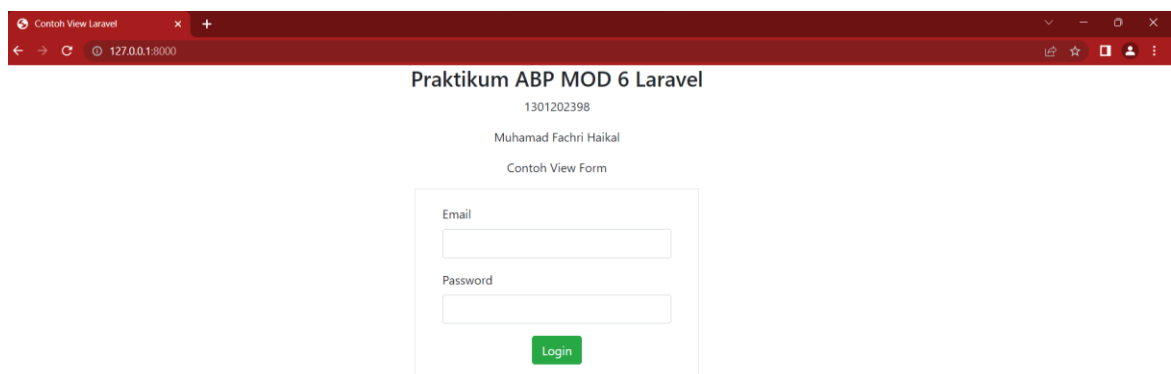 Contoh View Laravel
127.0.0.1:8000
Praktikum ABP MOD 6 Laravel
1301202398
Muhamad Fachri Haikal
Contoh View Form
Email
Password
Login